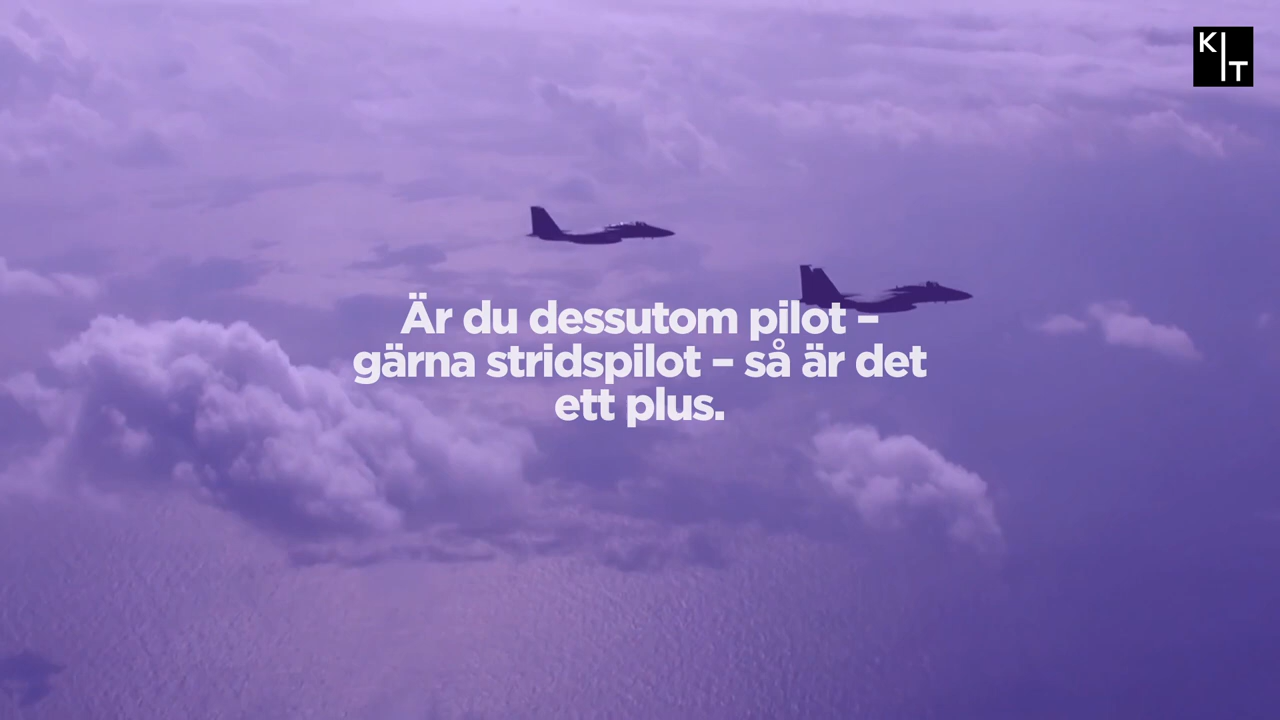 K
T
Är du dessutom pilot –
gärna stridspilot – så är det
ett plus.